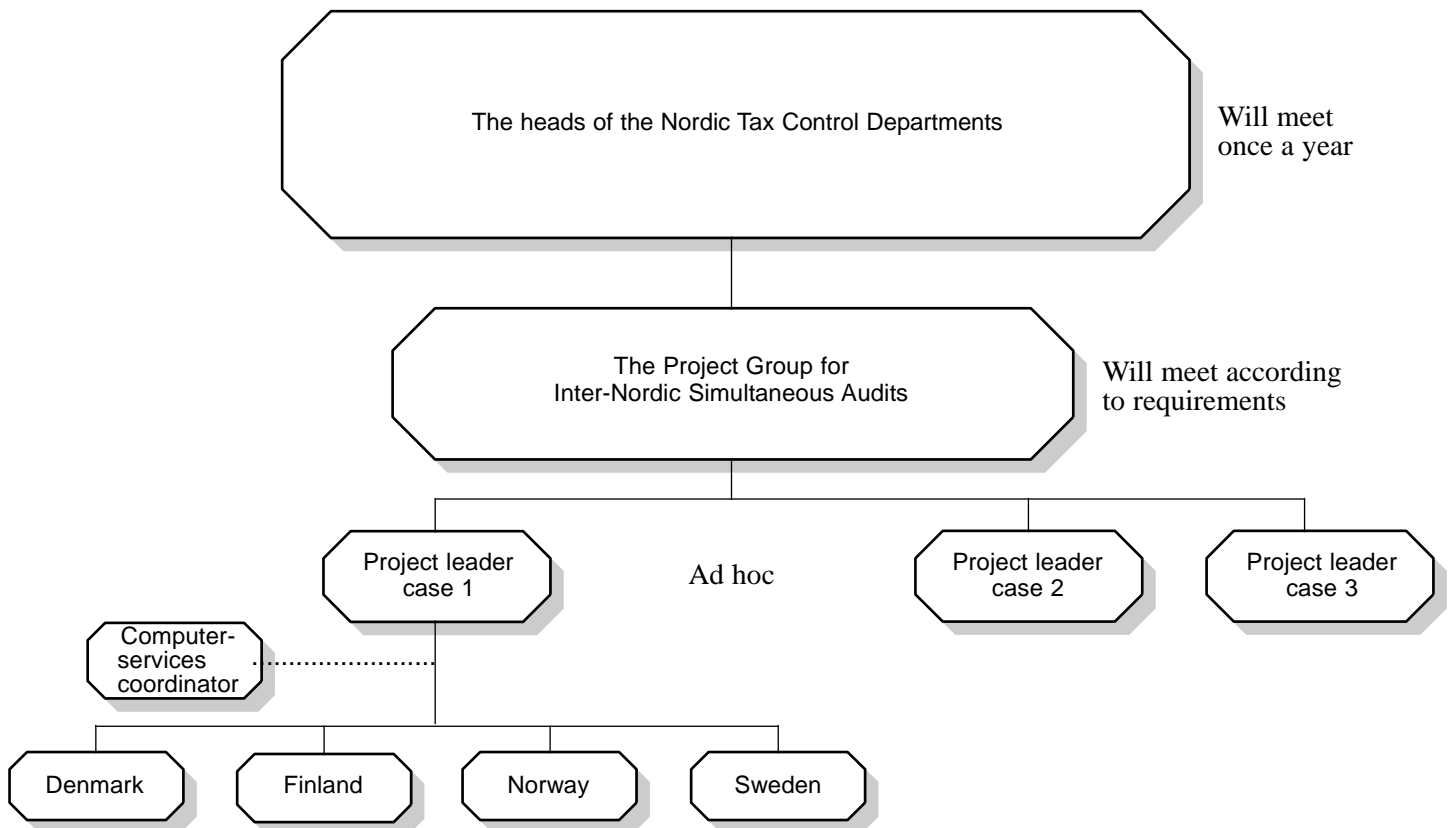 The heads of the Nordic Tax Control Departments
Will meet
once a year
The Project Group for
Inter-Nordic Simultaneous Audits
Will meet according
to requirements
Project leader
case 1
Ad hoc
Project leader
case 2
Project leader
case 3
Computer-
services
coordinator
Denmark
Finland
Norway
Sweden